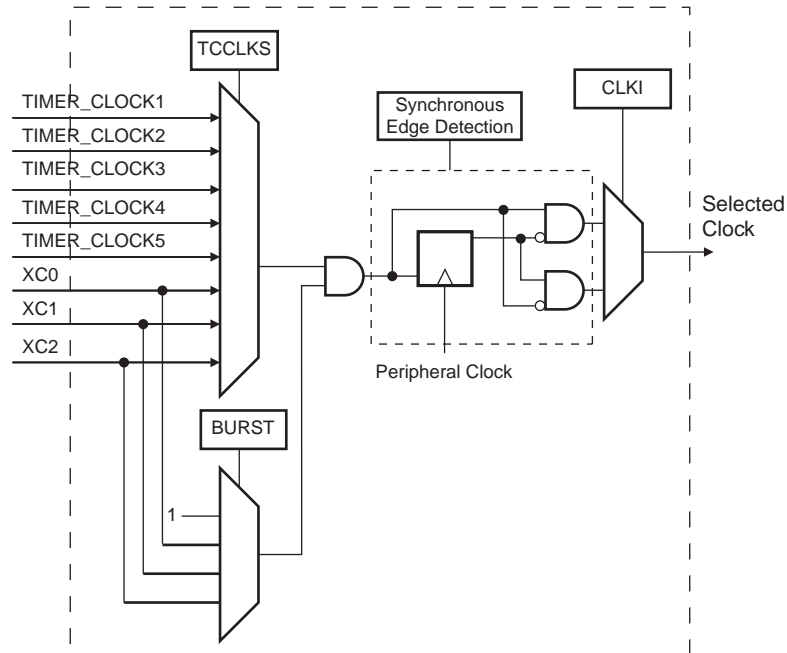 TCCLKS
TIMER_CLOCK1
TIMER_CLOCK2
TIMER_CLOCK3
TIMER_CLOCK4
TIMER_CLOCK5
XC0
XC1
XC2
Synchronous
Edge Detection
CLKI
Selected
Clock
Peripheral Clock
BURST
1